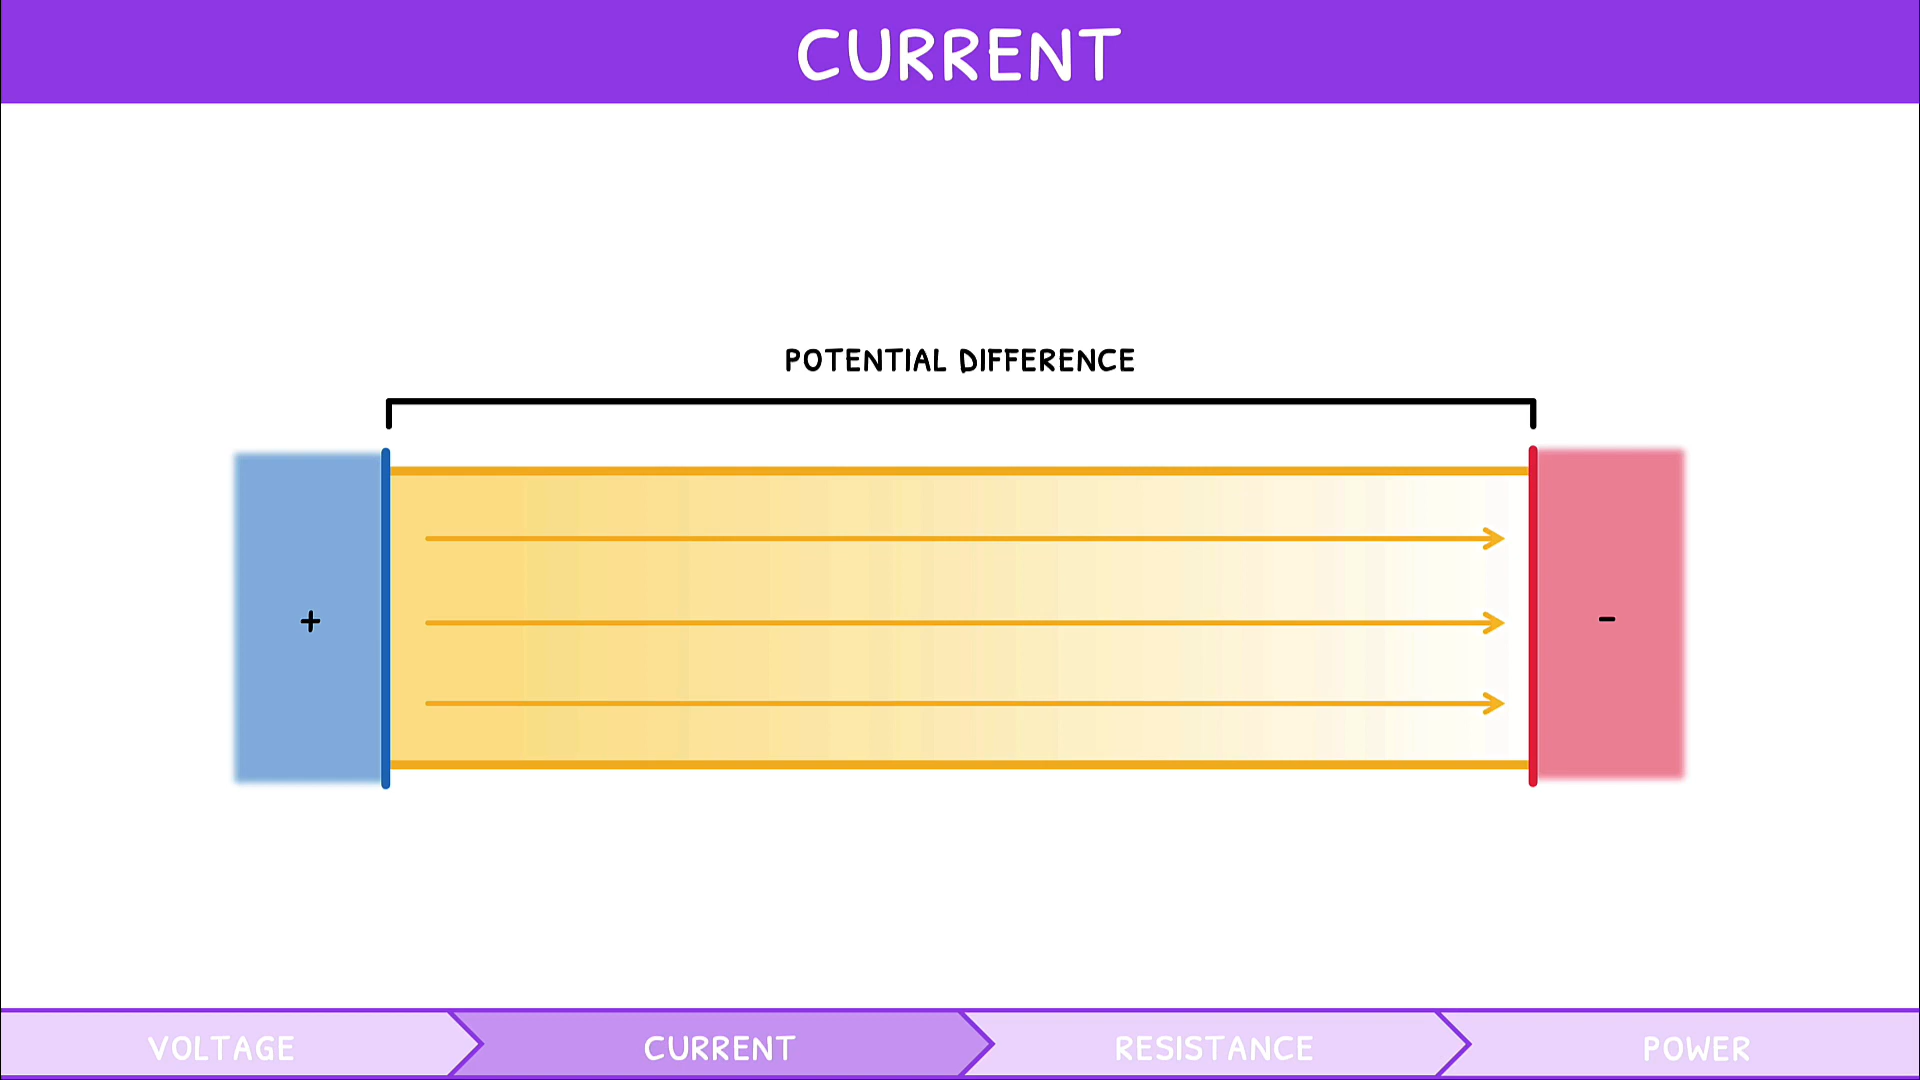 CURRENT
POTENTIAL DIFFERENCE
+
-
VOLTAGE
CURRENT
RESISTANCE
POWER